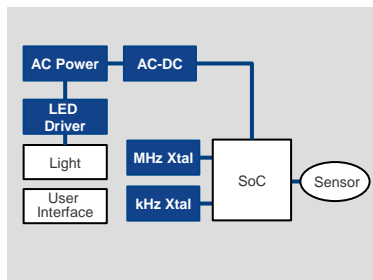 AC Power
AC-DC
LED
Driver
Light
MHz Xtal
SoC
Sensor
User
Interface
kHz Xtal